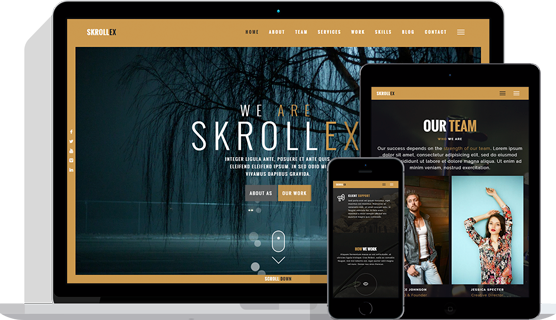 SKROLLEX
HOME ABOUT TEAM SERVICES WORK SKILLS BLOG CONTACT
WE ARE
SKROLLEX
INTEGER LIGULA ANTE, POSUERE ET ANTE QUIS,
ELEIFEND ELEIFEND IPSUM. IN SED ODIO MI
VIVAMUS DAPIBUS GRAVIDA
ABOUT US OUR WORK
SCROLL DOWN
SKROLLEX
OUR TEAM
WHO WE ARE
Our success depends on the strength of our team. Lorem ipsum
dolor sit amet, consectetur adipiscing elit, sed do eiusmod
tempor incididunt ut labore et dolore magna aliqua. Ut enim ad
minim veniam, nostrud exercitation.
JOHNSON
& Founder
JESSICA SPECTER
Creative Director
HOW WE WORK